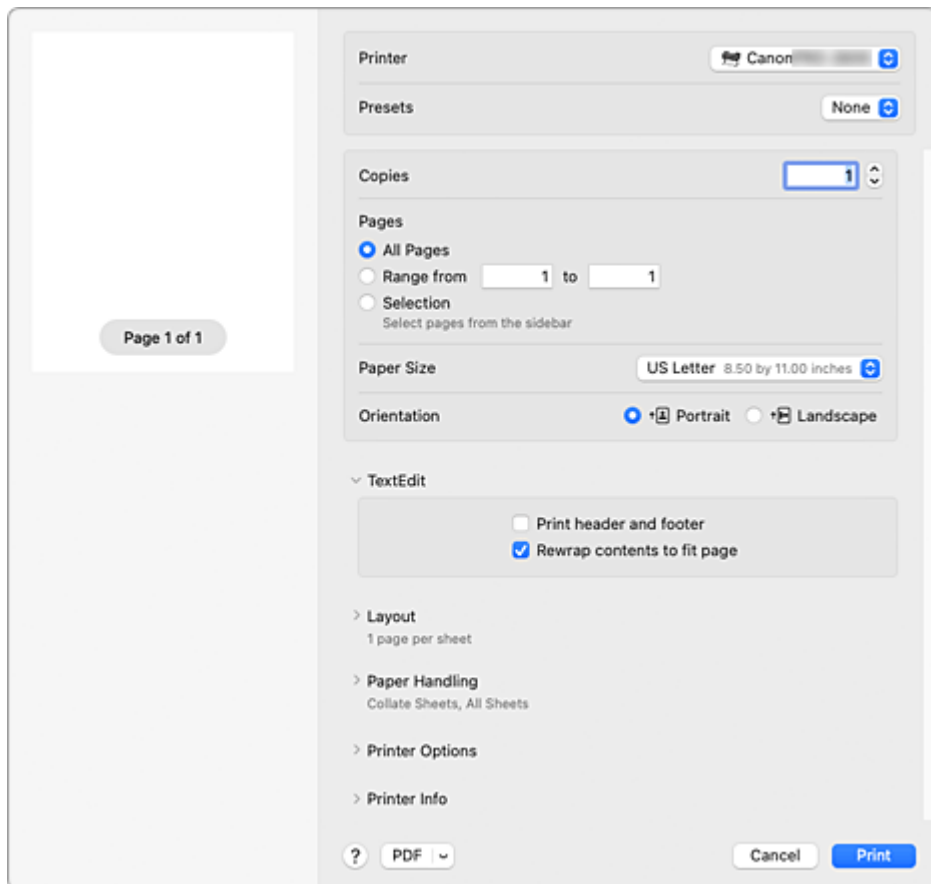 Printer
Canon
Presets
None
Copies
1
Pages
All Pages
Range from 1 to 1
Selection
Select pages from the sidebar
Page 1 of 1
Paper Size
US Letter 8.50 by 11.00 inches
Orientation
Portrait
Landscape
TextEdit
Print header and footer
Rewrap contents to fit page
Layout
1 page per sheet
Paper Handling
Collate Sheets, All Sheets
Printer Options
Printer Info
? PDF
Cancel
Print